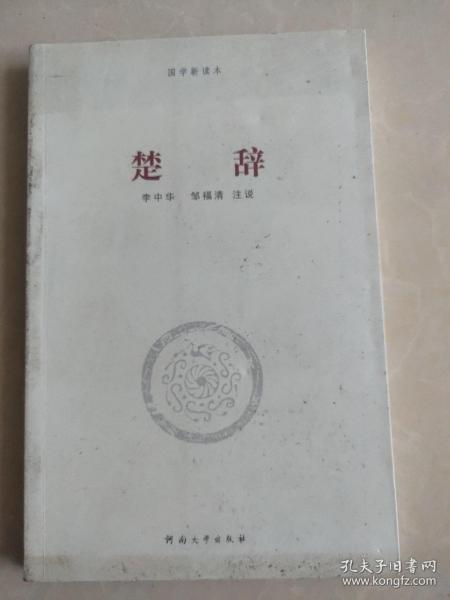 国学新读本
楚 辞
李中华 邹福清 注说
河南大学出版社
孔夫子旧书网
www.kongfz.com